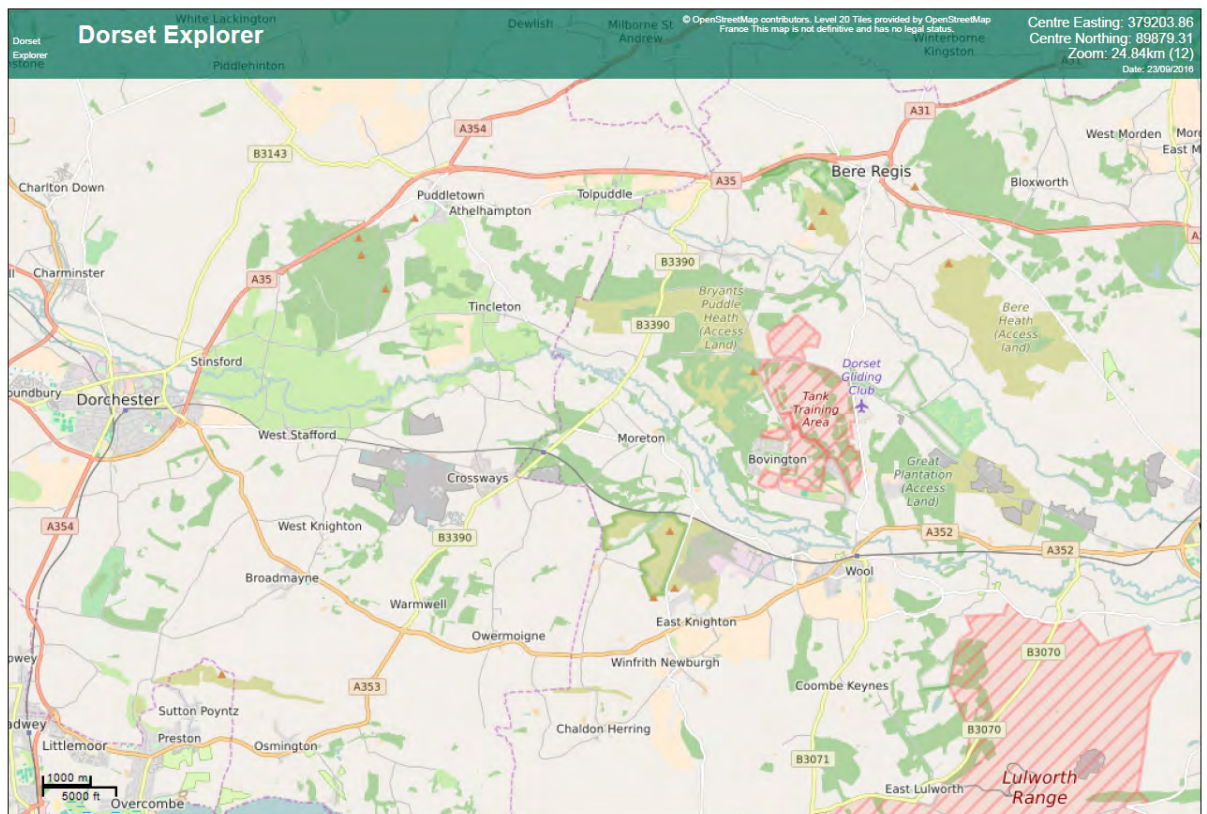 White Lackington
Dewlish
Milborne St
Andrew
© OpenStreetMap contributors. Level 20 Tiles provided by OpenStreetMap
France This map is not definitive and has no legal status.
Winterborne
Kingston
Centre Easting: 379203.86
Centre Northing: 89879.31
Zoom: 24.84km (12)
Date: 23/09/2016
Dorset
Explorer
Dorset Explorer
Piddlehinton
A31
A354
West Morden
B3143
Bere Regis
Charlton Down
A35
Bloxworth
Puddletown
Tolpuddle
Athelhampton
Charminster
A35
B3390
Bryants
Puddle
Heath
(Access
Land)
Tincleton
Bere
Heath
(Access
land)
B3390
Stinsford
Dorset
Gliding
Club
Dorchester
Tank
Training
Area
West Stafford
Moreton
Bovington
Great
Plantation
(Access
Land)
Crossways
A354
West Knighton
B3390
A352
A352
Wool
Broadmayne
Warmwell
East Knighton
Owermoigne
B3070
Winfrith Newburgh
A353
Coombe Keynes
Sutton Poyntz
Preston
Chaldon Herring
B3070
Littlemoor
Osmington
B3071
1000 m
5000 ft
Overcombe
East Lulworth
Lulworth
Range